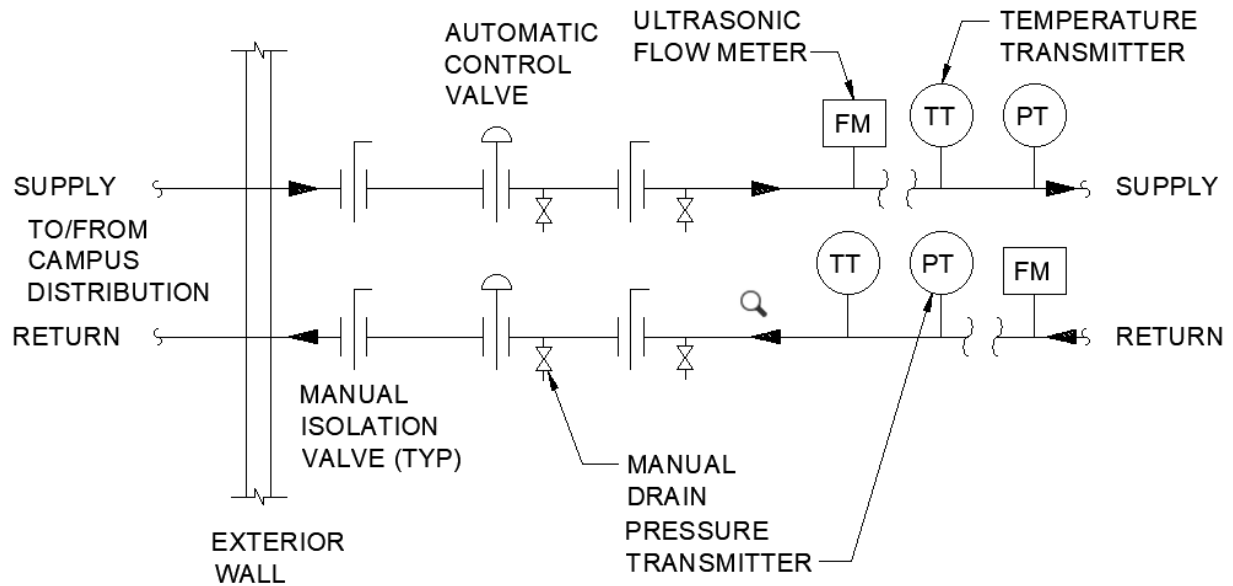 AUTOMATIC
CONTROL
VALVE
ULTRASONIC
FLOW METER
TEMPERATURE
TRANSMITTER
FM
TT
PT
SUPPLY
SUPPLY
TO/FROM
CAMPUS
DISTRIBUTION
TT
PT
FM
RETURN
RETURN
MANUAL
ISOLATION
VALVE (TYP)
MANUAL
DRAIN
PRESSURE
TRANSMITTER
EXTERIOR
WALL